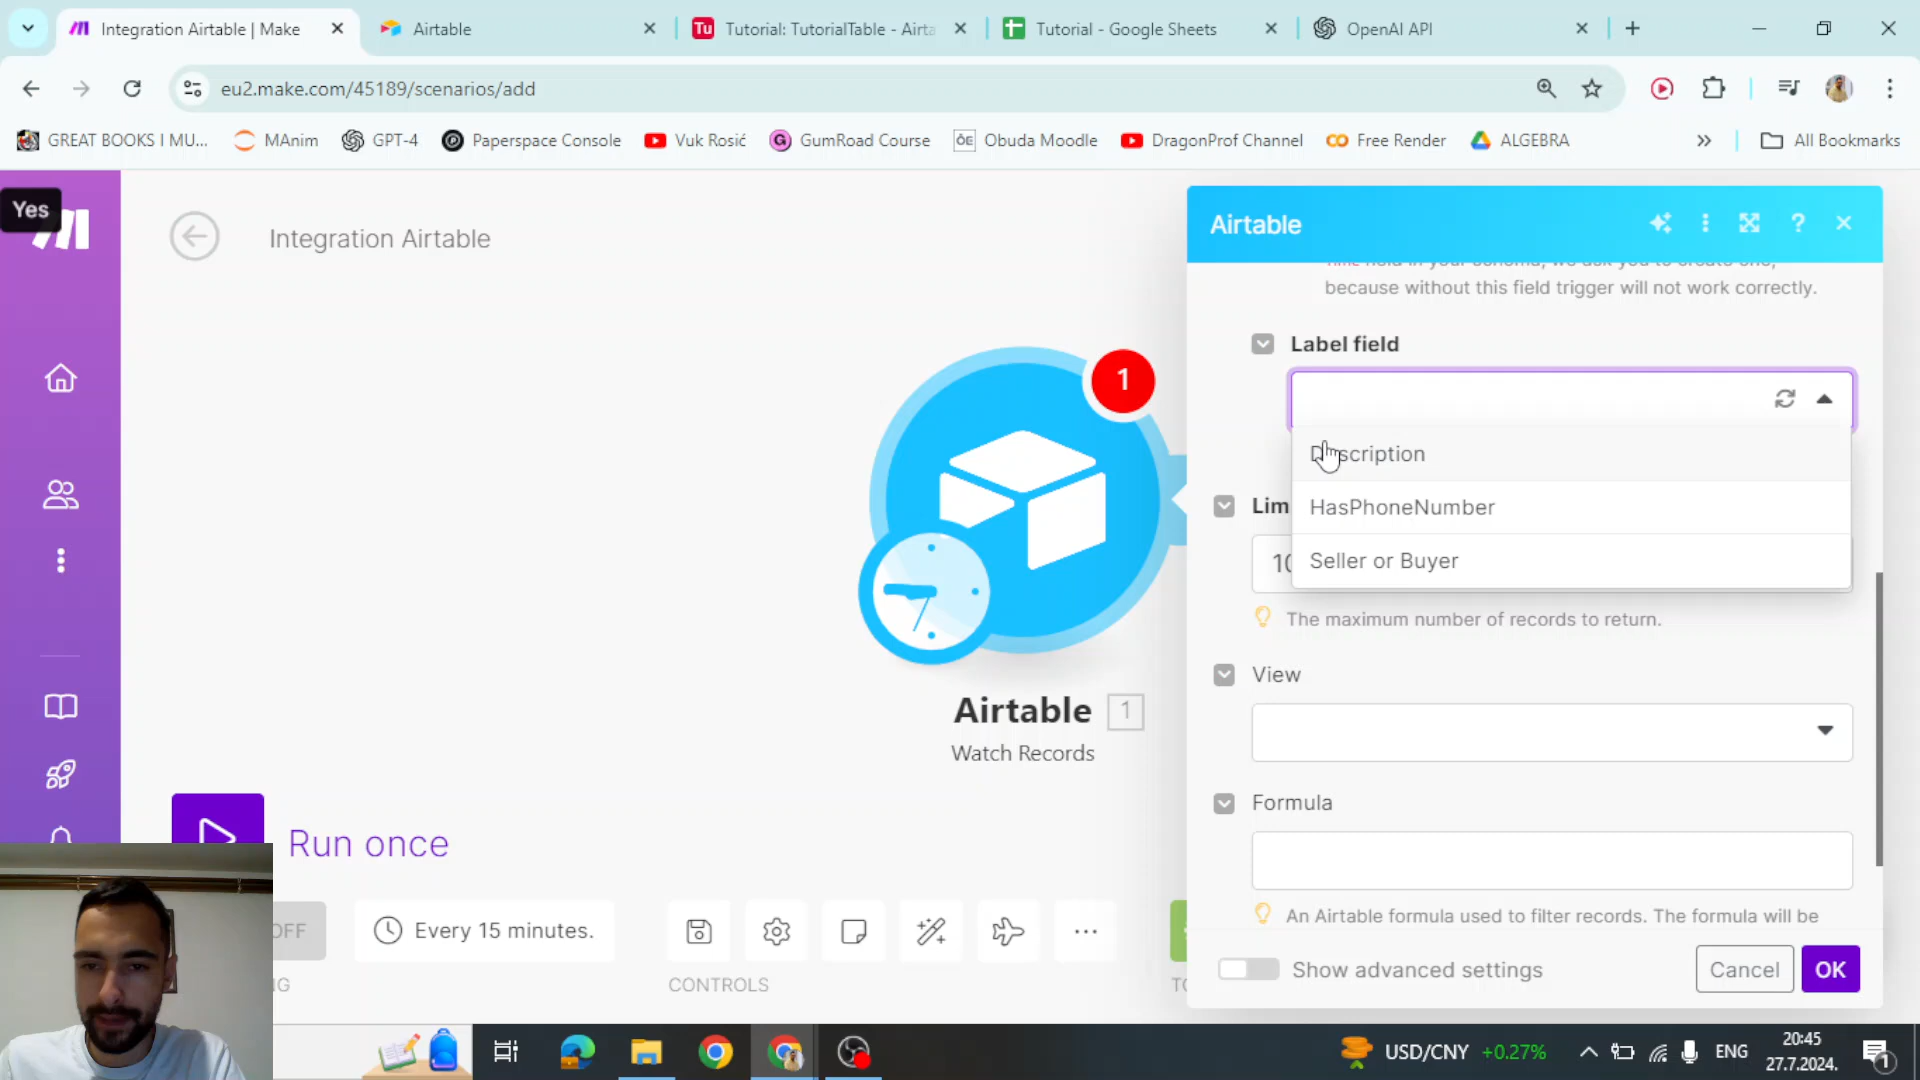 Integration Airtable | Make
Airtable
Tu
Tutorial: TutorialTable - Airta
Tutorial - Google Sheets
OpenAI API
eu2.make.com/45189/scenarios/add
GREAT BOOKS I MU...
MAnim
GPT-4
Paperspace Console
Vuk Rosić
GumRoad Course
Obuda Moodle
DragonProf Channel
Free Render
ALGEBRA
All Bookmarks
Yes
Integration Airtable
Airtable
because without this field trigger will not work correctly.
Label field
Description
HasPhoneNumber
Seller or Buyer
Lim
10
The maximum number of records to return.
View
Formula
An Airtable formula used to filter records. The formula will be
Show advanced settings
Cancel
OK
1
Airtable
1
Watch Records
Run once
OFF
Every 15 minutes.
CONTROLS
USD/CNY +0.27%
ENG
20:45
27.7.2024.
1